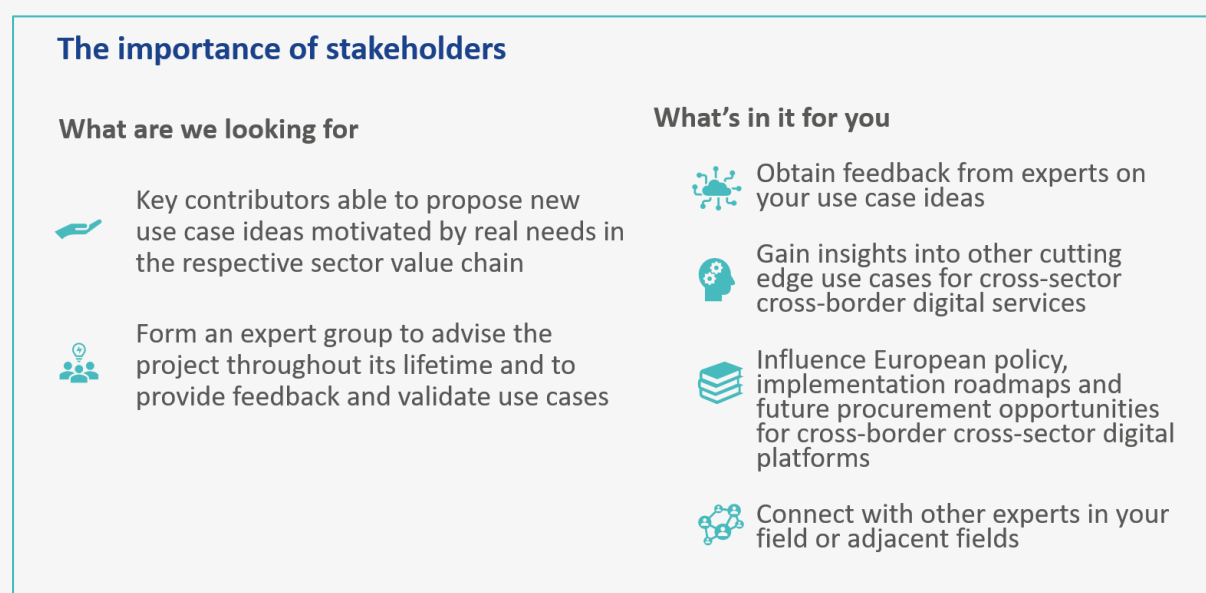 The importance of stakeholders
What are we looking for
Key contributors able to propose new
use case ideas motivated by real needs in
the respective sector value chain
Form an expert group to advise the
project throughout its lifetime and to
provide feedback and validate use cases
What's in it for you
Obtain feedback from experts on
your use case ideas
Gain insights into other cutting
edge use cases for cross-sector
cross-border digital services
Influence European policy,
implementation roadmaps and
future procurement opportunities
for cross-border cross-sector digital
platforms
Connect with other experts in your
field or adjacent fields